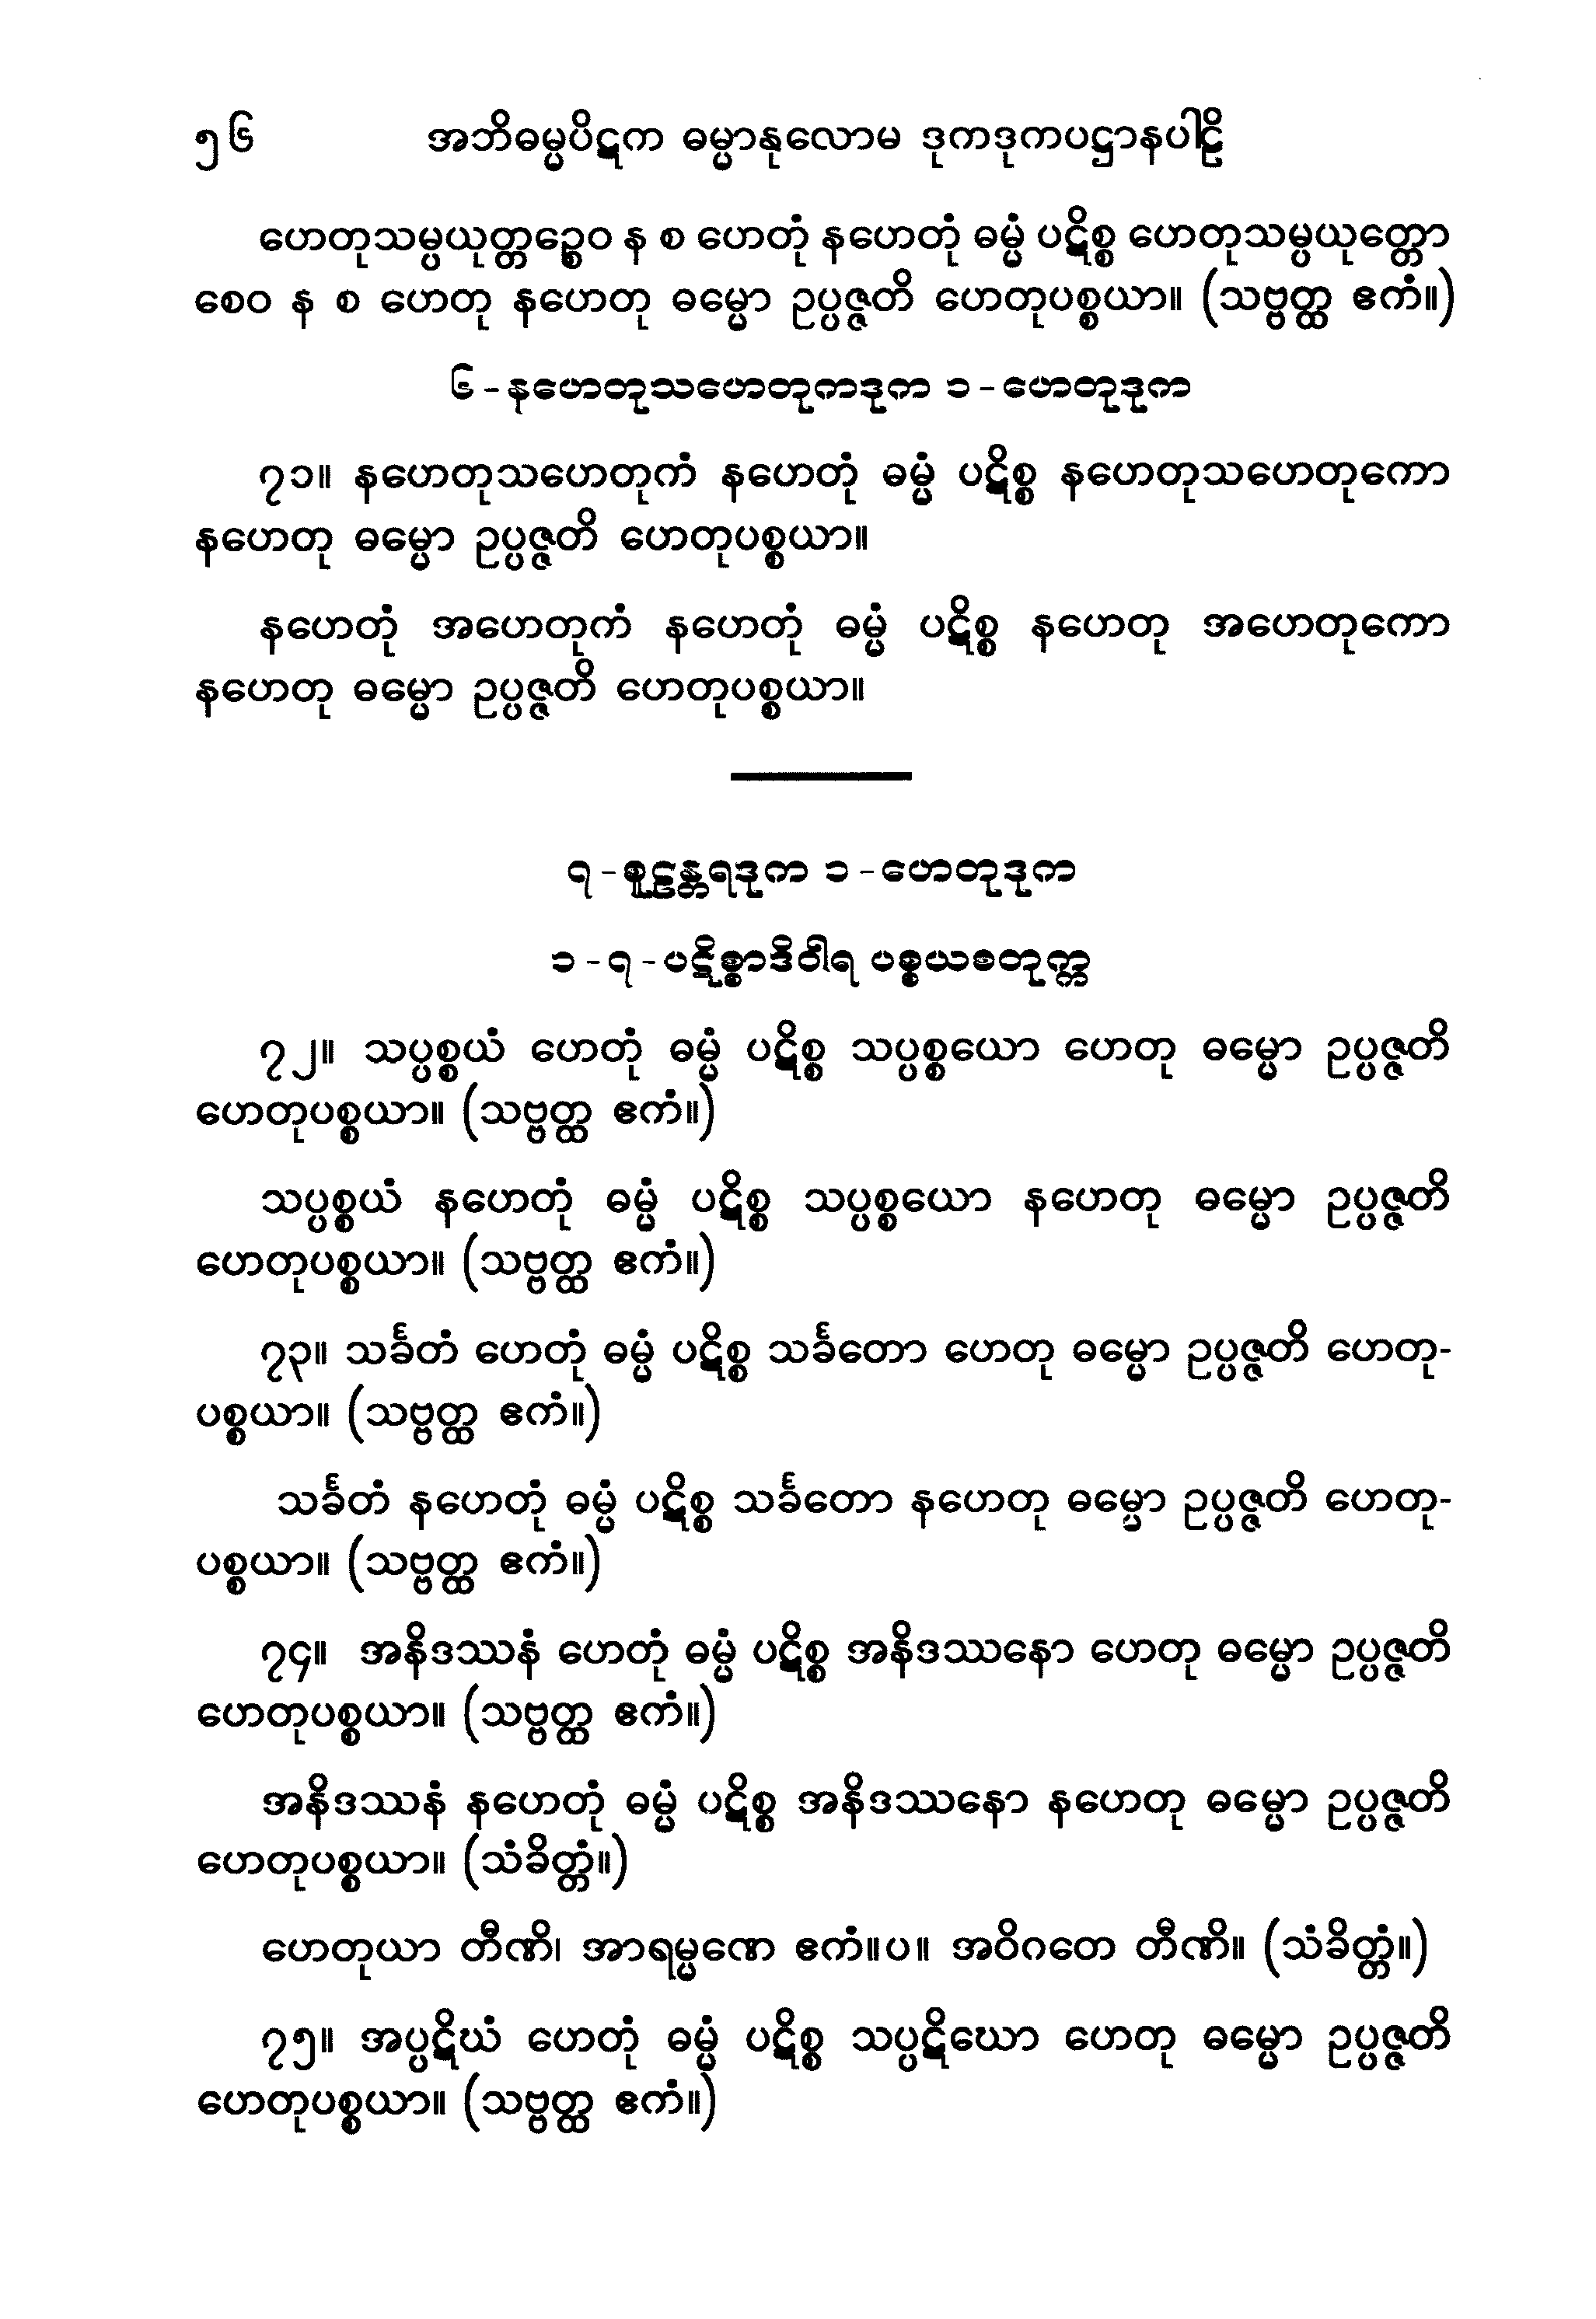 ၅၆ အဘိဓမ္မပိဋက ဓမ္မာနုလောမ ဒုကဒုကပဋ္ဌာနပါဠိ
ဟေတုသမ္ပယုတ္တဉ္စေဝ န စ ဟေတုံ နဟေတုံ ဓမ္မံ ပဋိစ္စ ဟေတုသမ္ပယုတ္တော
စေဝ န စ ဟေတု နဟေတု ဓမ္မော ဥပ္ပဇ္ဇတိ ဟေတုပစ္စယာ။ (သဗ္ဗတ္ထ ဧကံ။)
၆-နဟေတုသဟေတုကဒုက ၁-ဟေတုဒုက
၇၁။ နဟေတုသဟေတုကံ နဟေတုံ ဓမ္မံ ပဋိစ္စ နဟေတုသဟေတုကော
နဟေတု ဓမ္မော ဥပ္ပဇ္ဇတိ ဟေတုပစ္စယာ။
နဟေတုံ အဟေတုကံ နဟေတုံ ဓမ္မံ ပဋိစ္စ နဟေတု အဟေတုကော
နဟေတု ဓမ္မော ဥပ္ပဇ္ဇတိ ဟေတုပစ္စယာ။
၇-စူဠန္တရဒုက ၁-ဟေတုဒုက
၁-၇-ပဋိစ္စာဒိဝါရ ပစ္စယစတုက္က
၇၂။ သပ္ပစ္စယံ ဟေတုံ ဓမ္မံ ပဋိစ္စ သပ္ပစ္စယော ဟေတု ဓမ္မော ဥပ္ပဇ္ဇတိ
ဟေတုပစ္စယာ။ (သဗ္ဗတ္ထ ဧကံ။)
သပ္ပစ္စယံ နဟေတုံ ဓမ္မံ ပဋိစ္စ သပ္ပစ္စယော နဟေတု ဓမ္မော ဥပ္ပဇ္ဇတိ
ဟေတုပစ္စယာ။ (သဗ္ဗတ္ထ ဧကံ။)
၇၃။ သင်္ခတံ ဟေတုံ ဓမ္မံ ပဋိစ္စ သင်္ခတော ဟေတု ဓမ္မော ဥပ္ပဇ္ဇတိ ဟေတု-
ပစ္စယာ။ (သဗ္ဗတ္ထ ဧကံ။)
သင်္ခတံ နဟေတုံ ဓမ္မံ ပဋိစ္စ သင်္ခတော နဟေတု ဓမ္မော ဥပ္ပဇ္ဇတိ ဟေတု-
ပစ္စယာ။ (သဗ္ဗတ္ထ ဧကံ။)
၇၄။ အနိဒဿနံ ဟေတုံ ဓမ္မံ ပဋိစ္စ အနိဒဿနော ဟေတု ဓမ္မော ဥပ္ပဇ္ဇတိ
ဟေတုပစ္စယာ။ (သဗ္ဗတ္ထ ဧကံ။)
အနိဒဿနံ နဟေတုံ ဓမ္မံ ပဋိစ္စ အနိဒဿနော နဟေတု ဓမ္မော ဥပ္ပဇ္ဇတိ
ဟေတုပစ္စယာ။ (သံခိတ္တံ။)
ဟေတုယာ တီဏိ၊ အာရမ္မဏေ ဧကံ။ပ။ အဝိဂတေ တီဏိ။ (သံခိတ္တံ။)
၇၅။ အပ္ပဋိဃံ ဟေတုံ ဓမ္မံ ပဋိစ္စ သပ္ပဋိဃော ဟေတု ဓမ္မော ဥပ္ပဇ္ဇတိ
ဟေတုပစ္စယာ။ (သဗ္ဗတ္ထ ဧကံ။)